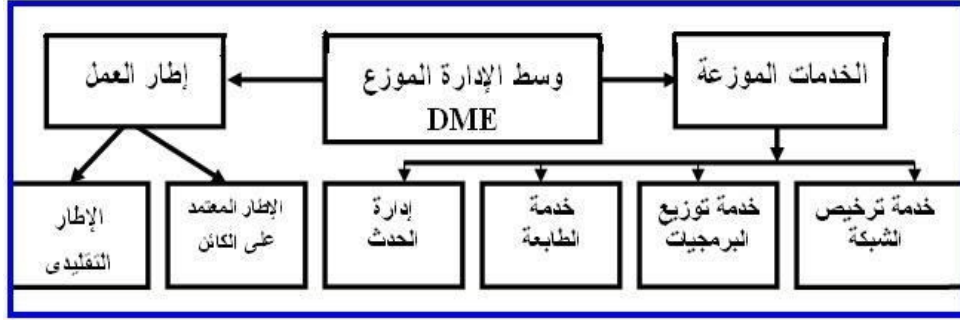 الخدمات الموزعة
وسط الإدارة الموزع
DME
إطار العمل
خدمة ترخيص
الشبكة
خدمة توزيع
البرمجيات
خدمة
الطابعة
إدارة
الحدث
الإطار المعتمد
على الكائن
الإطار
التقليدى